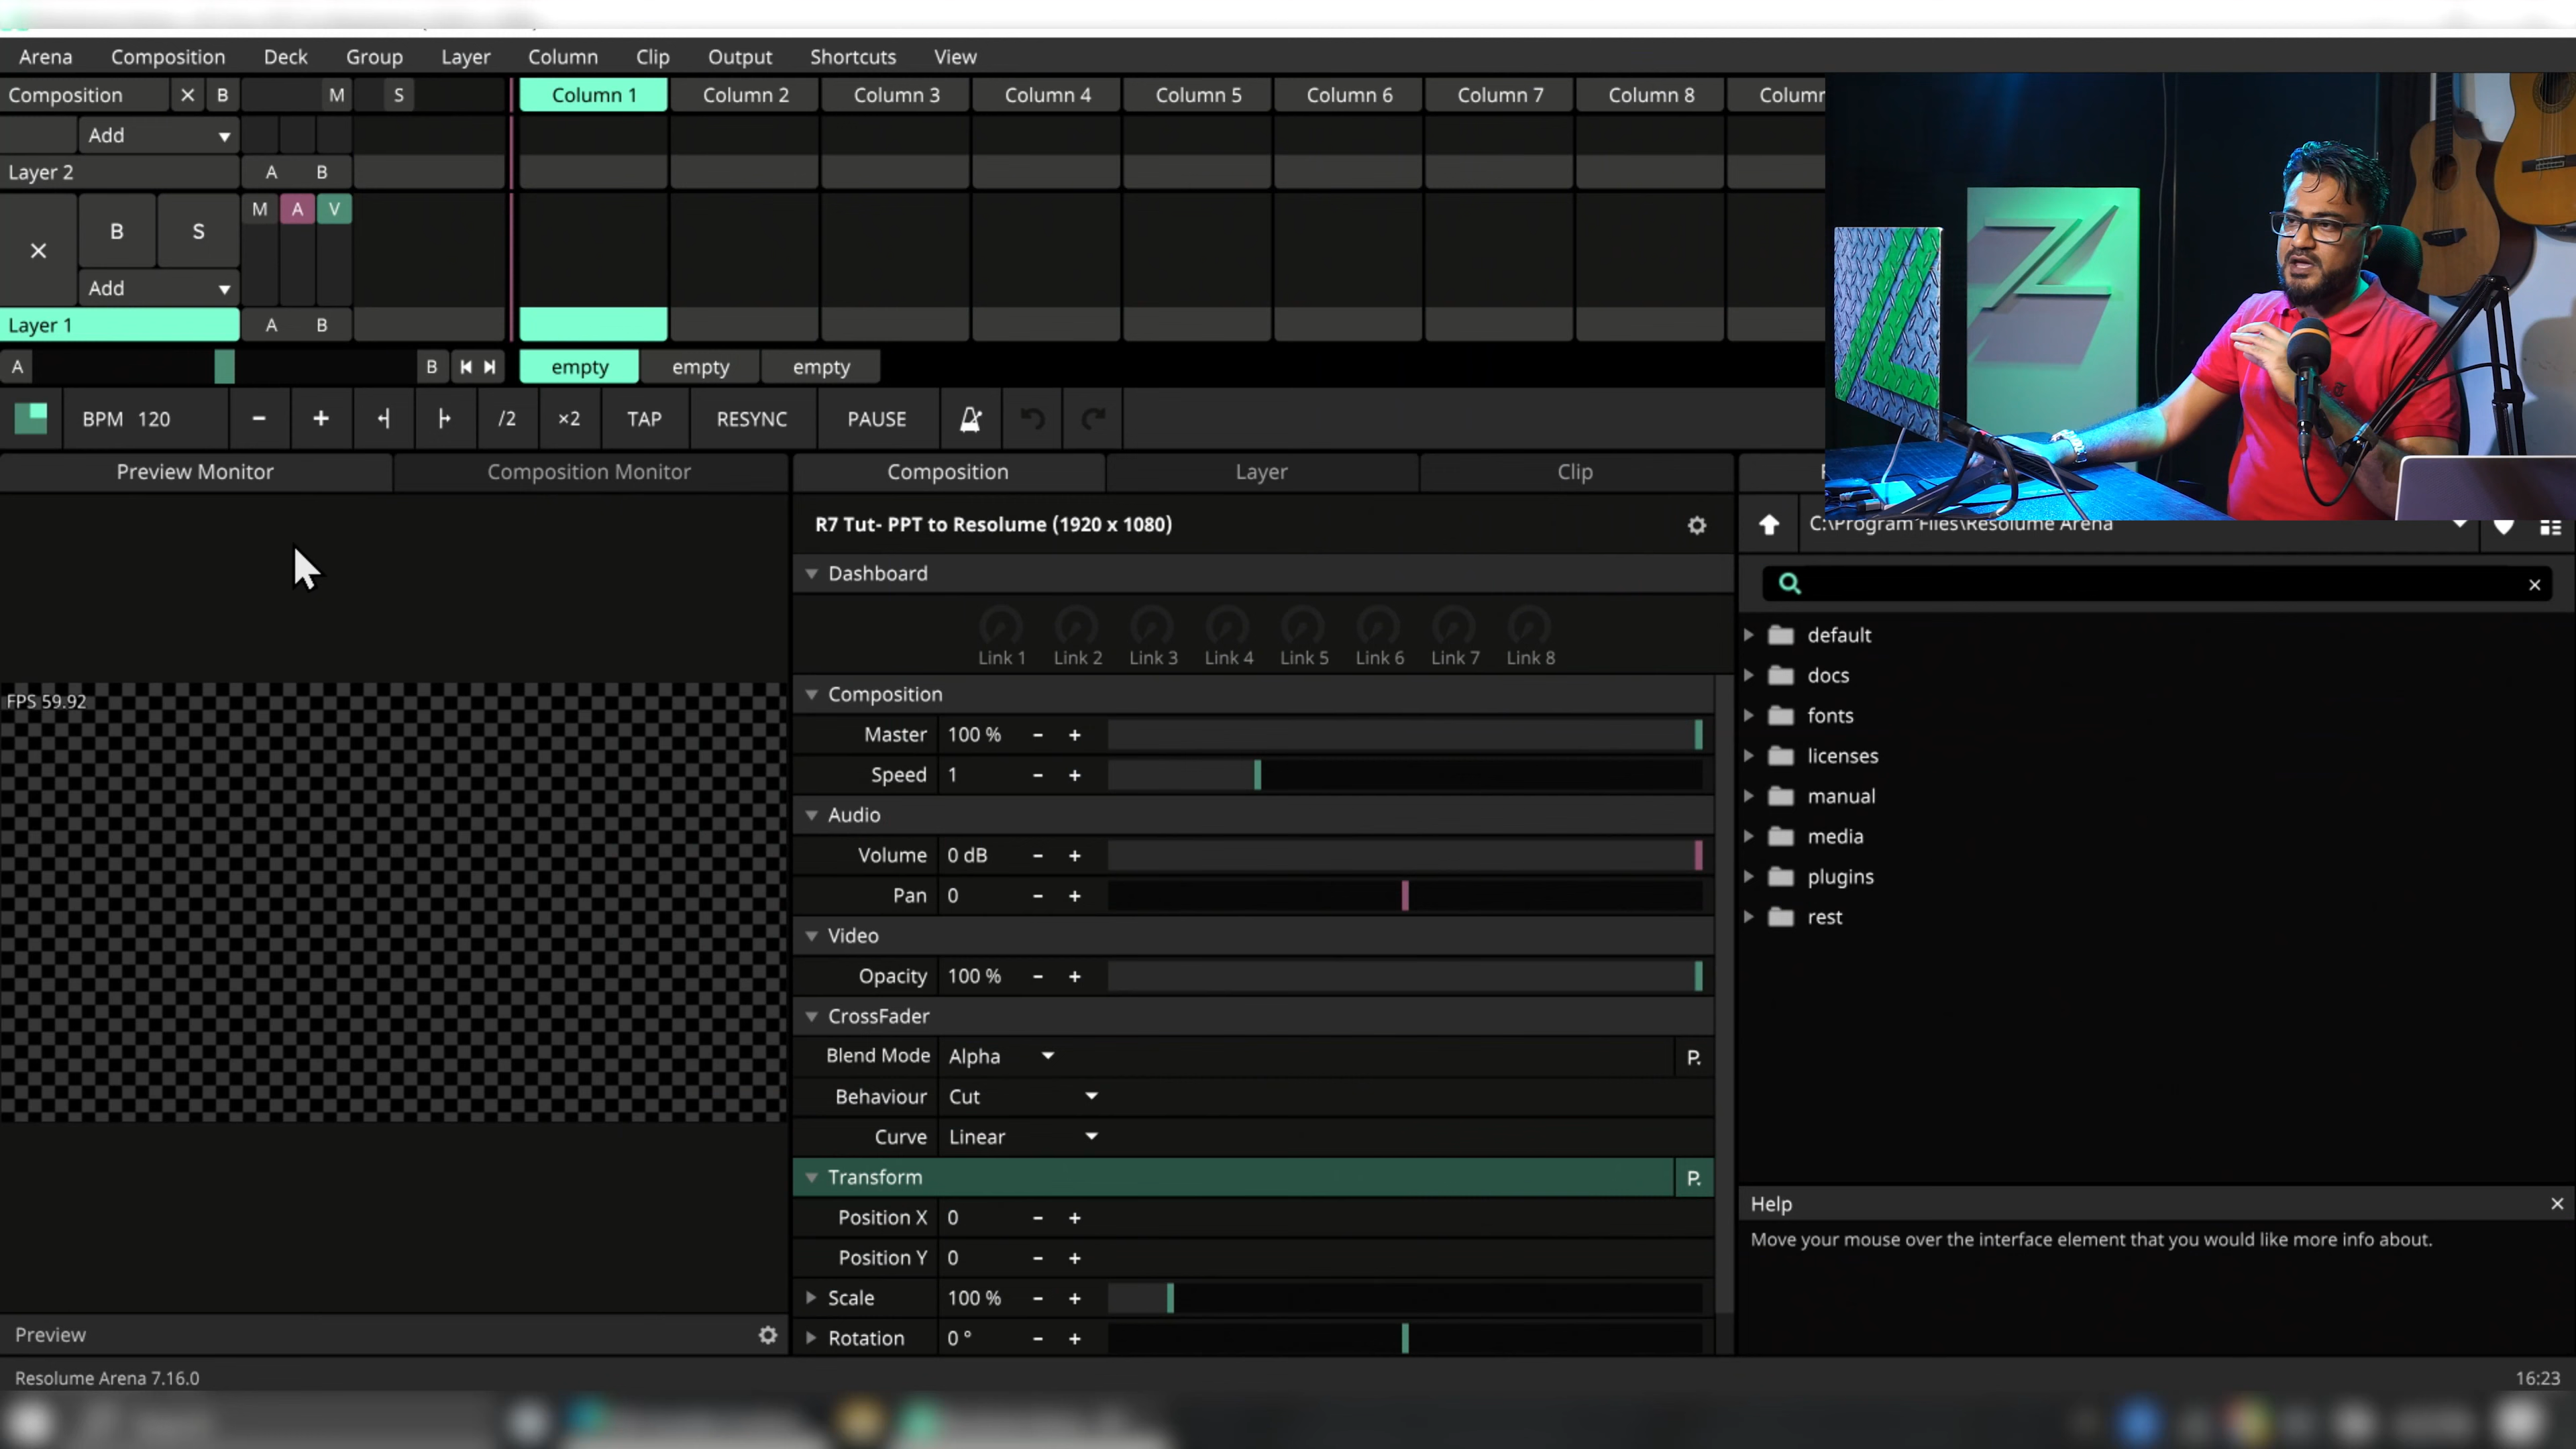 Arena Composition Deck Group Layer Column Clip Output Shortcuts View
Composition B M S Column 1 Column 2 Column 3 Column 4 Column 5 Column 6 Column 7 Column 8
Add
Layer 2 A B
M A V
B S
Add
Layer 1 A B
A B empty empty empty
BPM 120 - + /2 ×2 TAP RESYNC PAUSE
Preview Monitor Composition Monitor Composition Layer Clip
R7 Tut- PPT to Resolume (1920 x 1080)
C:\Program Files\Resolume Arena
Dashboard
Link 1 Link 2 Link 3 Link 4 Link 5 Link 6 Link 7 Link 8
default
docs
fonts
licenses
manual
media
plugins
rest
FPS 59.92
Composition
Master 100 % - +
Speed 1 - +
Audio
Volume 0 dB - +
Pan 0 - +
Video
Opacity 100 % - +
CrossFader
Blend Mode Alpha P.
Behaviour Cut
Curve Linear
Transform P.
Position X 0 - +
Position Y 0 - +
Scale 100 % - +
Rotation 0 ° - +
Help
Move your mouse over the interface element that you would like more info about.
Preview
Resolume Arena 7.16.0
16:23